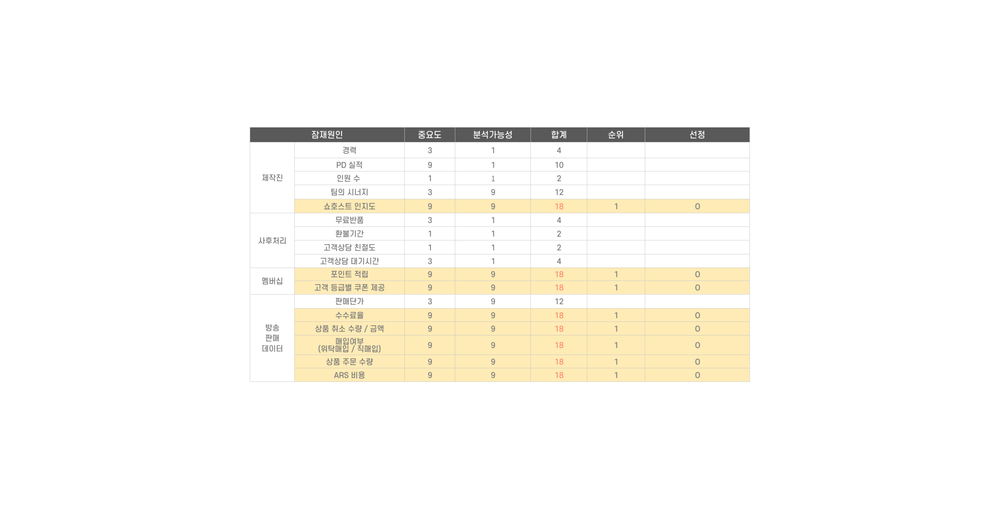 잠재원인 중요도 분석가능성 합계 순위 선정
제작진
경력 3 1 4
PD 실적 9 1 10
인원 수 1 1 2
팀의 시너지 3 9 12
쇼호스트 인지도 9 9 18 1 O
사후처리
무료반품 3 1 4
환불기간 1 1 2
고객상담 친절도 1 1 2
고객상담 대기시간 3 1 4
멤버십
포인트 적립 9 9 18 1 O
고객 등급별 쿠폰 제공 9 9 18 1 O
방송
판매
데이터
판매단가 3 9 12
수수료율 9 9 18 1 O
상품 취소 수량 / 금액 9 9 18 1 O
매입여부
(위탁매입 / 직매입) 9 9 18 1 O
상품 주문 수량 9 9 18 1 O
ARS 비용 9 9 18 1 O